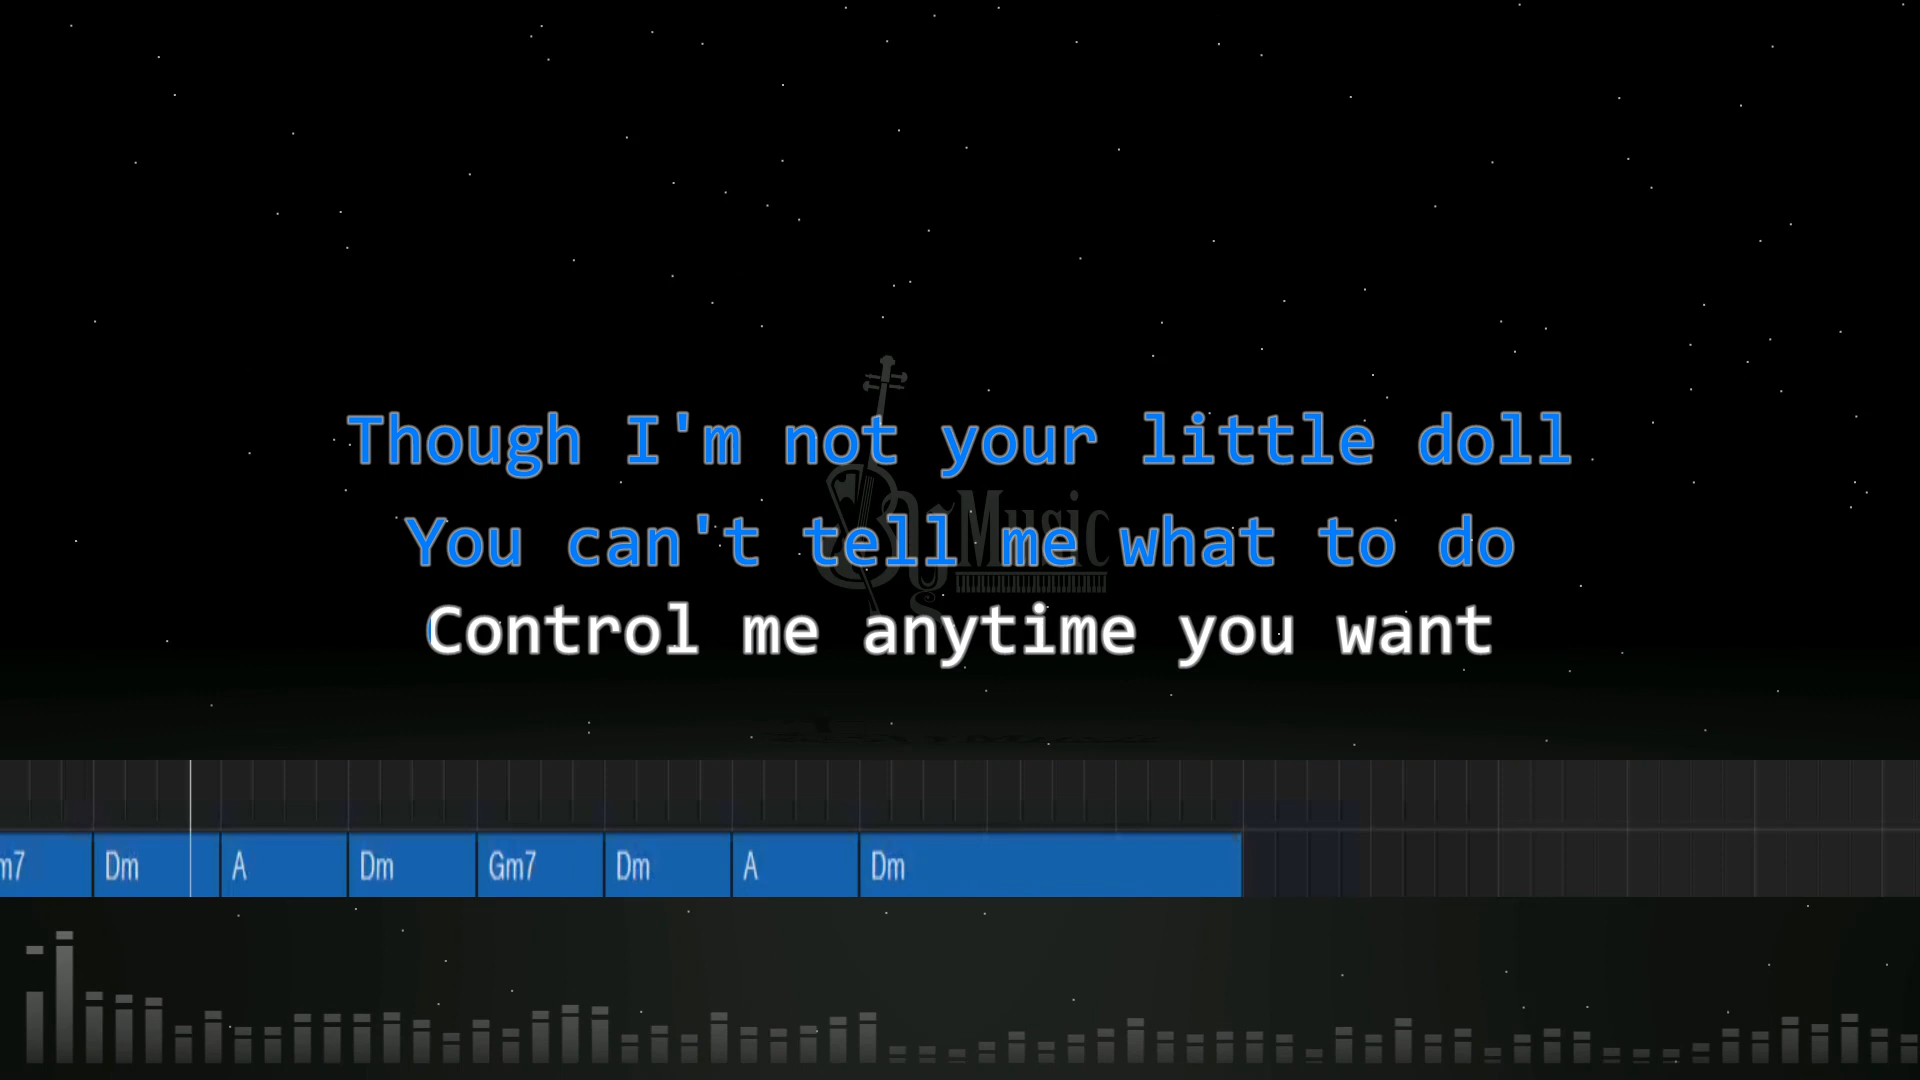 Though I'm not your little doll
You can't tell me what to do
Control me anytime you want
m7 Dm A Dm Gm7 Dm A Dm